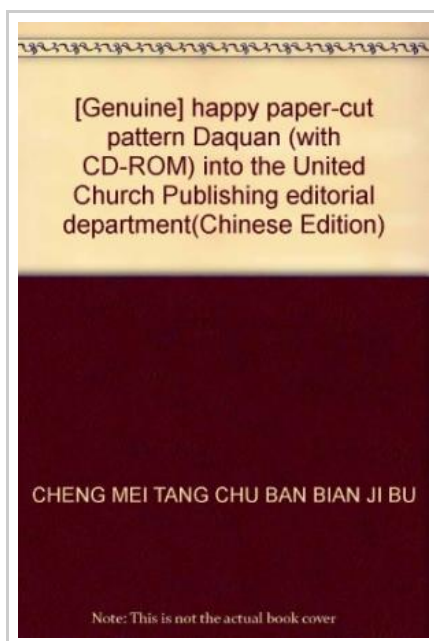 [Genuine] happy paper-cut
pattern Daquan (with
CD-ROM) into the United
Church Publishing editorial
department(Chinese Edition)
CHENG MEI TANG CHU BAN BIAN JI BU
Note: This is not the actual book cover